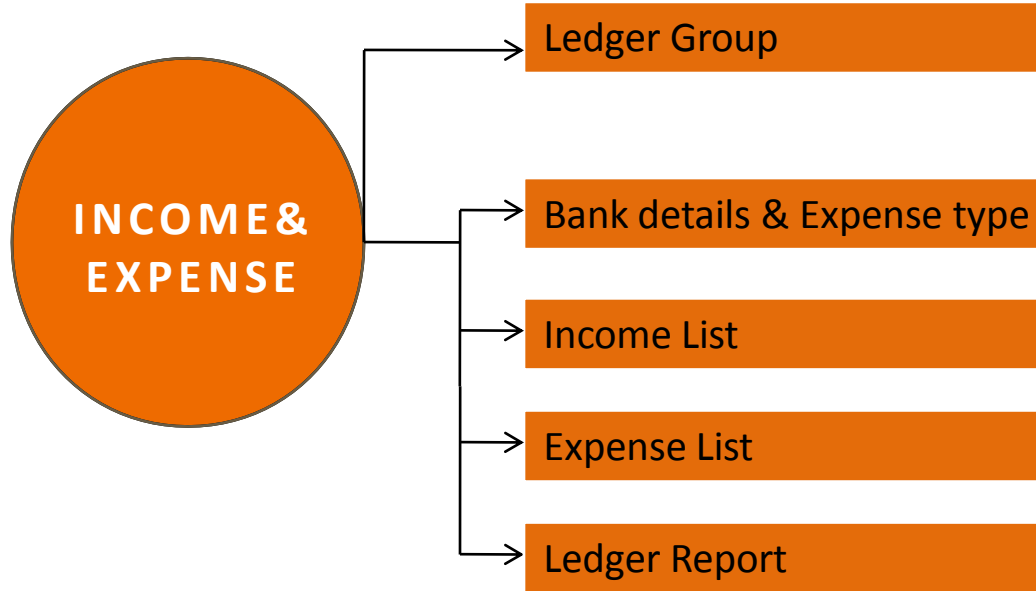 Ledger Group
INCOME&
EXPENSE
Bank details & Expense type
Income List
Expense List
Ledger Report